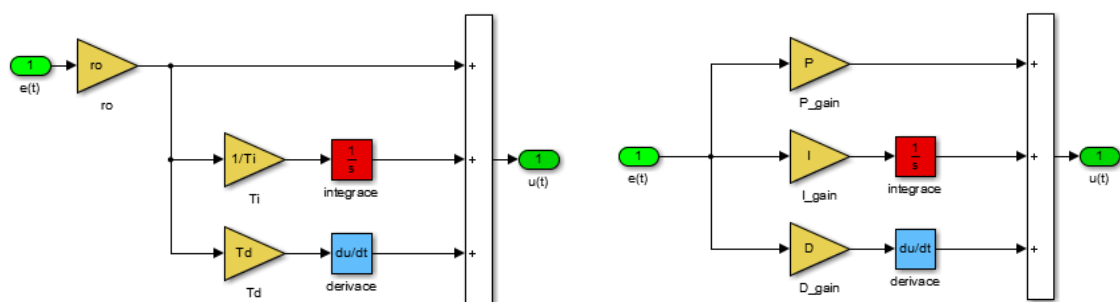 1
e(t)
ro
ro
+
1/Ti
Ti
1
s
integrace
+
Td
Td
du/dt
derivace
+
1
u(t)
1
e(t)
P
P_gain
+
I
I_gain
1
s
integrace
+
D
D_gain
du/dt
derivace
+
1
u(t)